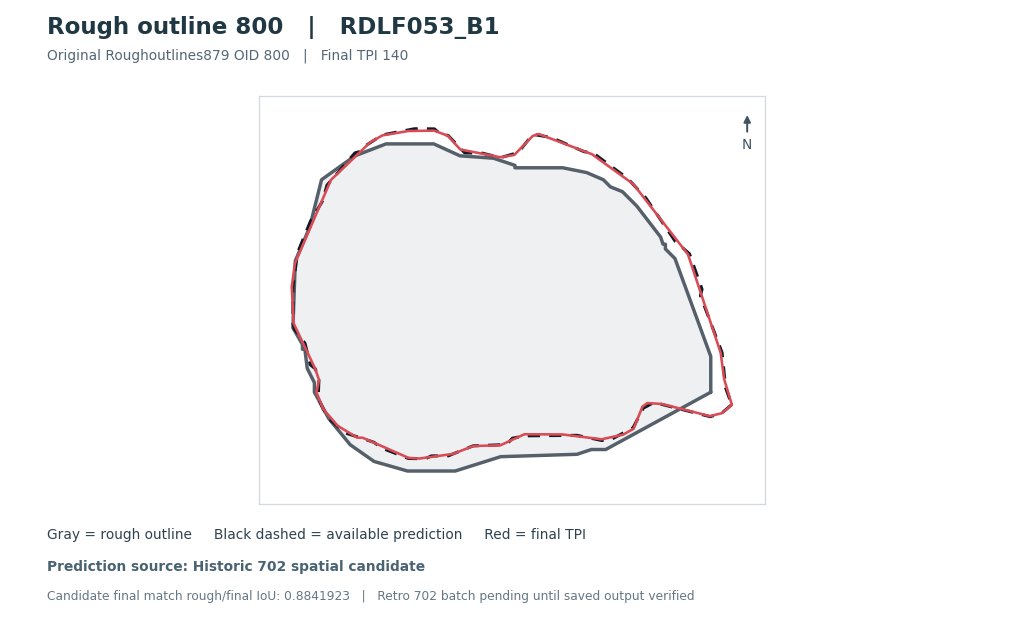 Rough outline 800 | RDLF053_B1
Original Roughoutlines879 OID 800 | Final TPI 140
N
Gray = rough outline Black dashed = available prediction Red = final TPI
Prediction source: Historic 702 spatial candidate
Candidate final match rough/final IoU: 0.8841923 | Retro 702 batch pending until saved output verified